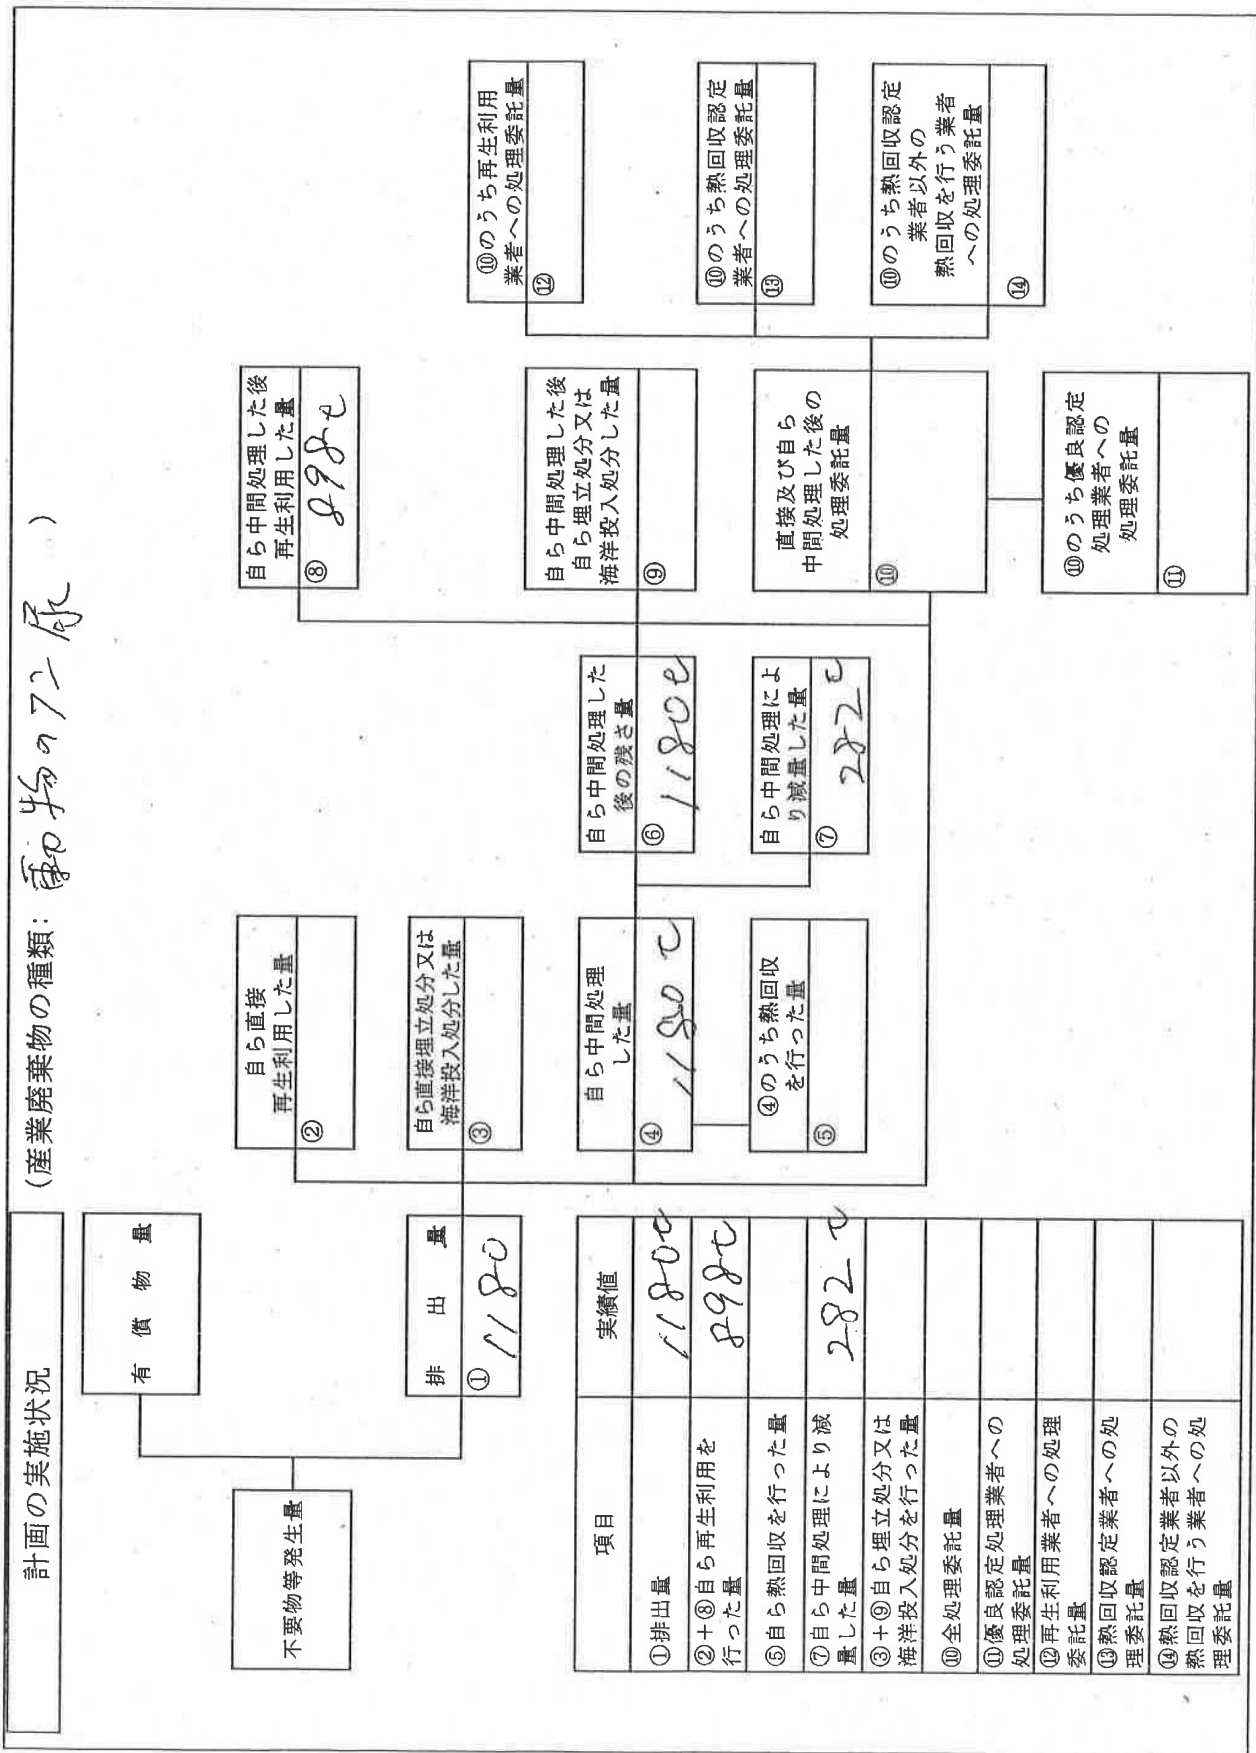 計画の実施状況
(産業廃棄物の種類: 動物のフン尿 )
有償物量
不要物等発生量
排出量
① 1180
自ら直接
再生利用した量
②
自ら直接埋立処分又は
海洋投入処分した量
③
自ら中間処理
した量
④ 1180 t
④のうち熱回収
を行った量
⑤
自ら中間処理した
後の残さ量
⑥ 1180t
自ら中間処理によ
り減量した量
⑦ 282t
自ら中間処理した後
再生利用した量
⑧ 898t
自ら中間処理した後
自ら埋立処分又は
海洋投入処分した量
⑨
直接及び自ら
中間処理した後の
処理委託量
⑩
⑩のうち優良認定
処理業者への
処理委託量
⑪
⑩のうち再生利用
業者への処理委託量
⑫
⑩のうち熱回収認定
業者への処理委託量
⑬
⑩のうち熱回収認定
業者以外の
熱回収を行う業者
への処理委託量
⑭
項目 実績値
①排出量 1180t
②+⑧自ら再生利用を
行った量 898t
⑤自ら熱回収を行った量
⑦自ら中間処理により減
量した量 282 t
③+⑨自ら埋立処分又は
海洋投入処分を行った量
⑩全処理委託量
⑪優良認定処理業者への
処理委託量
⑫再生利用業者への処理
委託量
⑬熱回収認定業者への処
理委託量
⑭熱回収認定業者以外の
熱回収を行う業者への処
理委託量